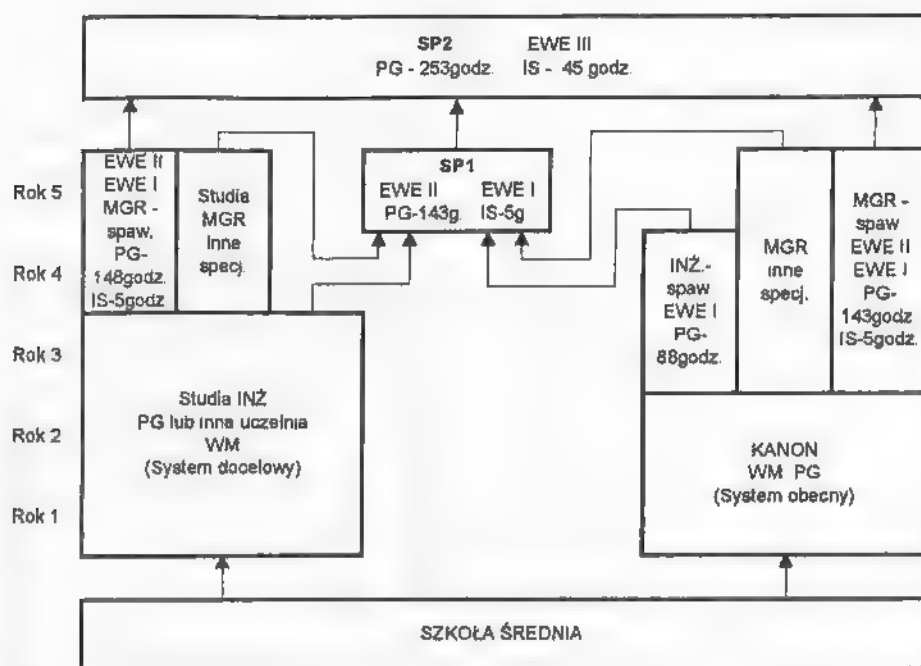 SP2 EWE III
PG - 253godz. IS - 45 godz.
Rok 5
Rok 4
Rok 3
Rok 2
Rok 1
EWE II
EWE I
MGR -
spaw.
PG-
148godz.
IS-5godz
Studia
MGR
inne
specj.
SP1
EWE II EWE I
PG-143g. IS-5g
INŻ.-
spaw
EWE I
PG-
88godz.
MGR
inne
specj.
MGR -
spaw
EWE II
EWE I
PG-
143godz
IS-5godz.
Studia INŻ
PG lub inna uczelnia
WM
(System docelowy)
KANON
WM PG
(System obecny)
SZKOŁA ŚREDNIA